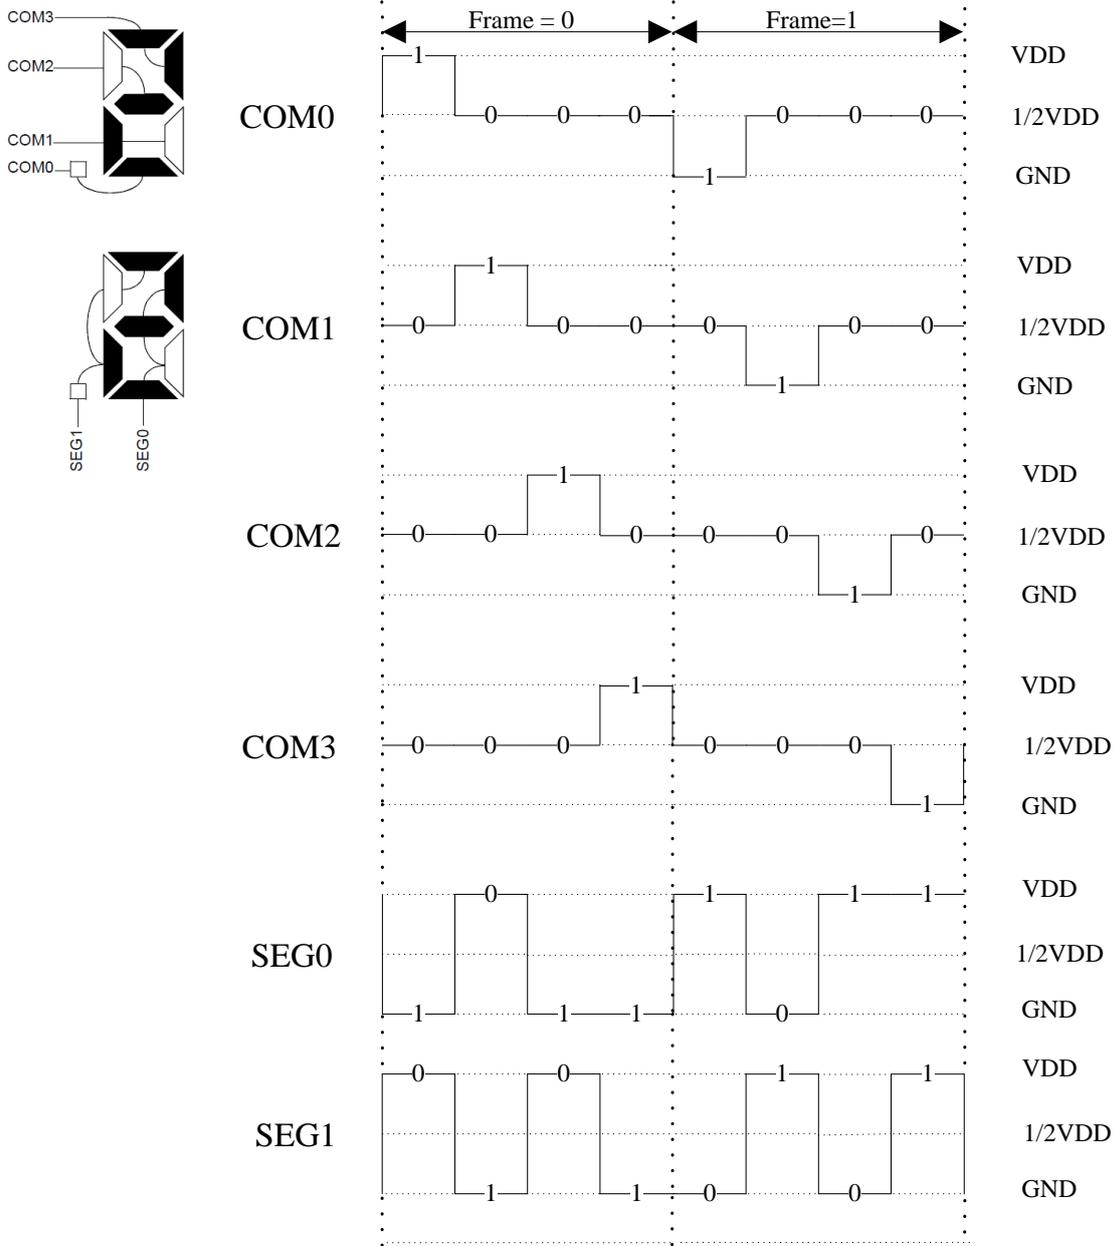 COM3
COM2
COM1
COM0
SEG1
SEG0
Frame = 0
Frame=1
COM0
1 0 0 0 1 0 0 0
VDD
1/2VDD
GND
COM1
0 1 0 0 0 1 0 0
VDD
1/2VDD
GND
COM2
0 0 1 0 0 0 1 0
VDD
1/2VDD
GND
COM3
0 0 0 1 0 0 0 1
VDD
1/2VDD
GND
SEG0
1 0 1 1 1 0 1 1
VDD
1/2VDD
GND
SEG1
0 1 0 1 0 1 0 1
VDD
1/2VDD
GND